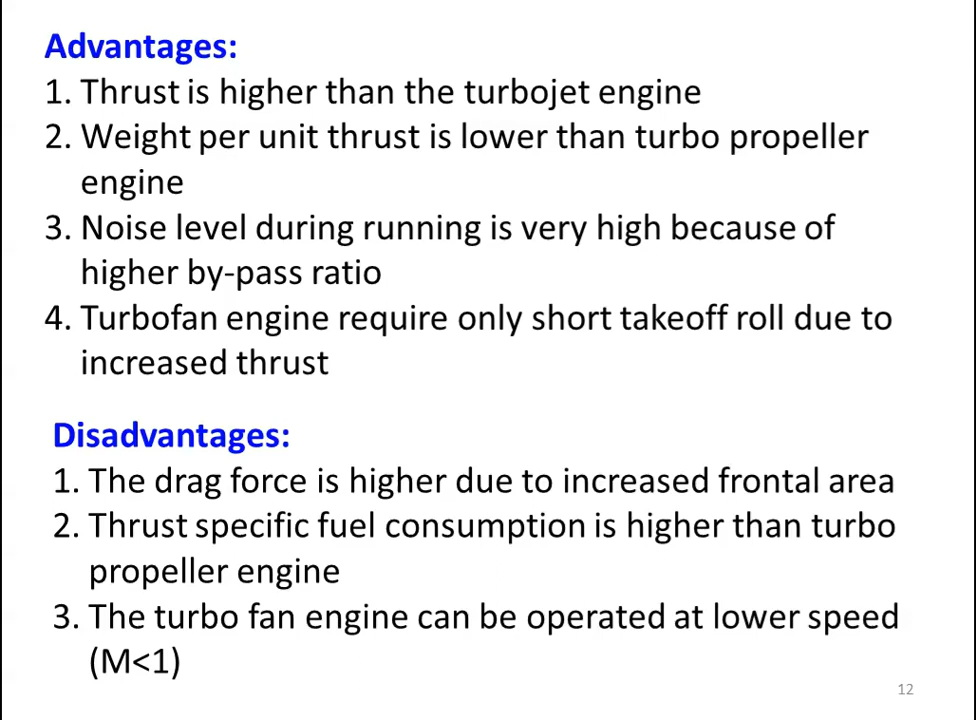 Advantages:
1. Thrust is higher than the turbojet engine
2. Weight per unit thrust is lower than turbo propeller
engine
3. Noise level during running is very high because of
higher by-pass ratio
4. Turbofan engine require only short takeoff roll due to
increased thrust
Disadvantages:
1. The drag force is higher due to increased frontal area
2. Thrust specific fuel consumption is higher than turbo
propeller engine
3. The turbo fan engine can be operated at lower speed
(M<1)
12